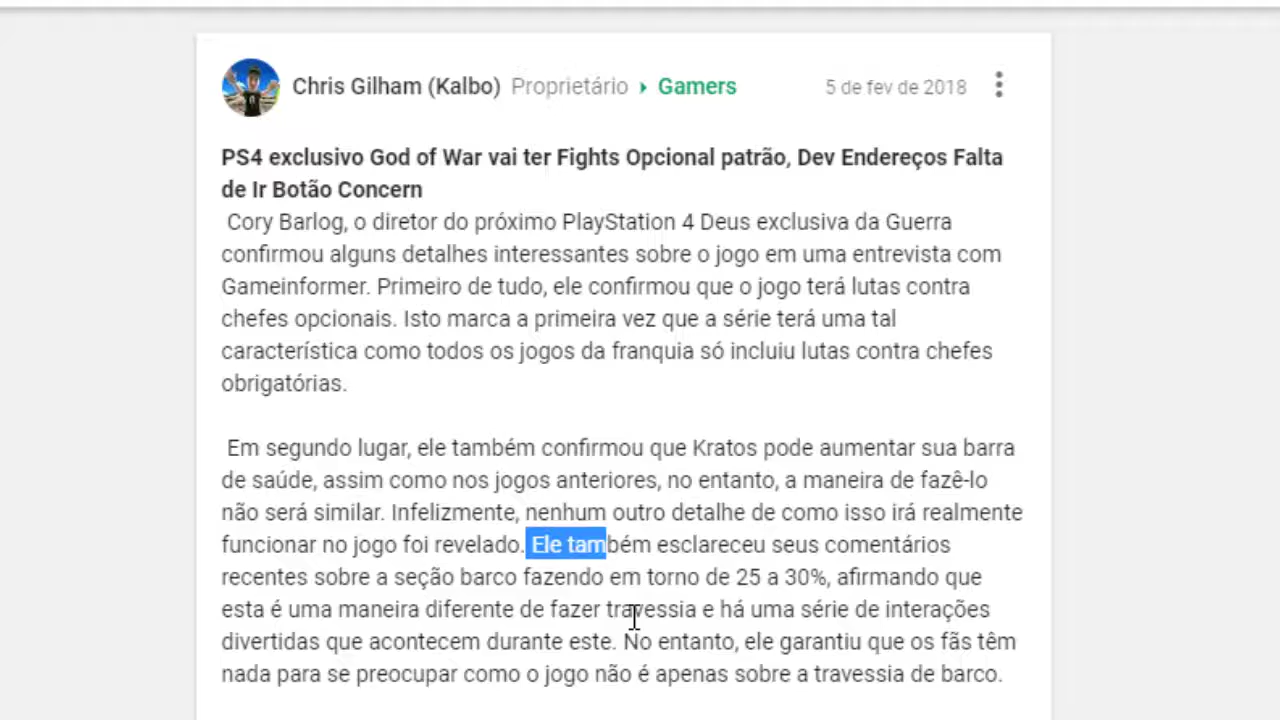 Chris Gilham (Kalbo) Proprietário Gamers 5 de fev de 2018
PS4 exclusivo God of War vai ter Fights Opcional patrão, Dev Endereços Falta
de Ir Botão Concern
Cory Barlog, o diretor do próximo PlayStation 4 Deus exclusiva da Guerra
confirmou alguns detalhes interessantes sobre o jogo em uma entrevista com
Gameinformer. Primeiro de tudo, ele confirmou que o jogo terá lutas contra
chefes opcionais. Isto marca a primeira vez que a série terá uma tal
característica como todos os jogos da franquia só incluiu lutas contra chefes
obrigatórias.
Em segundo lugar, ele também confirmou que Kratos pode aumentar sua barra
de saúde, assim como nos jogos anteriores, no entanto, a maneira de fazê-lo
não será similar. Infelizmente, nenhum outro detalhe de como isso irá realmente
funcionar no jogo foi revelado. Ele também esclareceu seus comentários
recentes sobre a seção barco fazendo em torno de 25 a 30%, afirmando que
esta é uma maneira diferente de fazer travessia e há uma série de interações
divertidas que acontecem durante este. No entanto, ele garantiu que os fãs têm
nada para se preocupar como o jogo não é apenas sobre a travessia de barco.